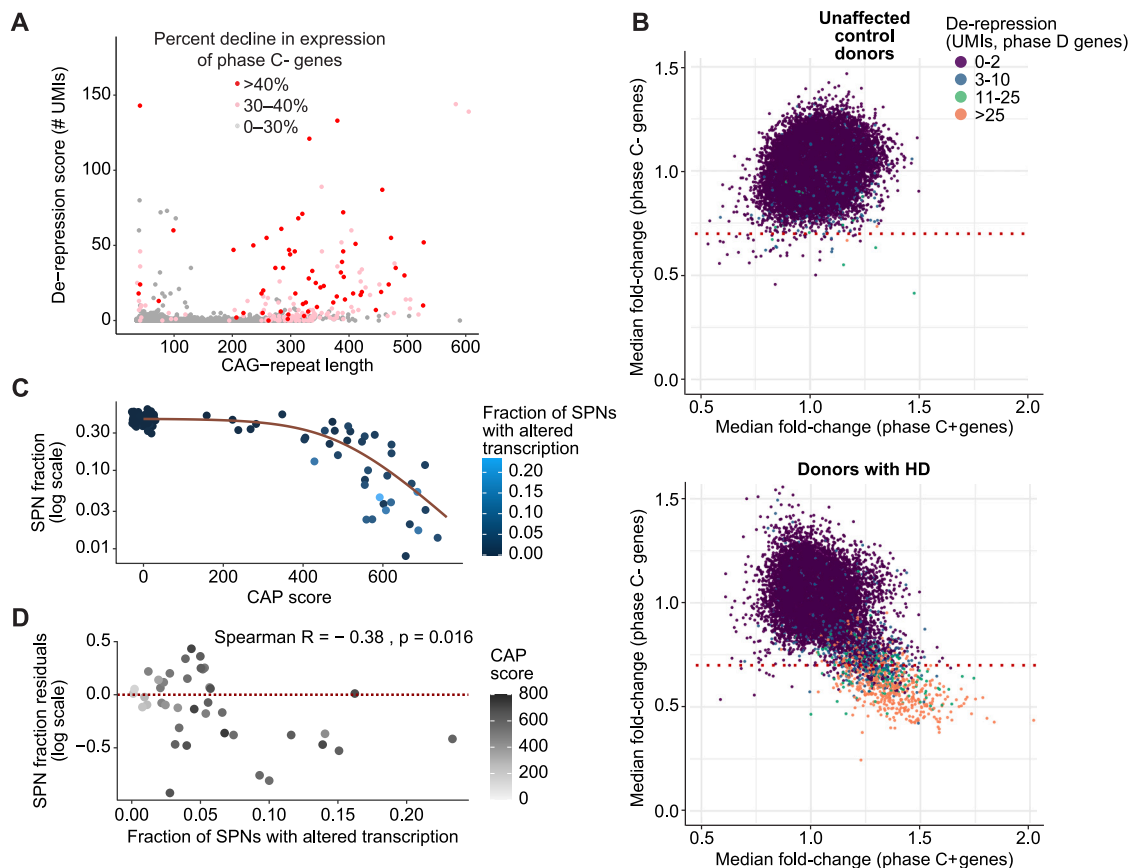 A
Percent decline in expression
of phase C- genes
>40%
30–40%
0–30%
De-repression score (# UMIs)
150
100
50
0
100
200
300
400
500
600
CAG−repeat length
B
Unaffected
control
donors
De-repression
(UMIs, phase D genes)
0-2
3-10
11-25
>25
Median fold-change (phase C- genes)
1.5
1.0
0.5
0.0
0.5
1.0
1.5
2.0
Median fold-change (phase C+genes)
Donors with HD
Median fold-change (phase C- genes)
1.5
1.0
0.5
0.0
0.5
1.0
1.5
2.0
Median fold-change (phase C+genes)
C
SPN fraction
(log scale)
0.30
0.10
0.03
0.01
0
200
400
600
CAP score
Fraction of SPNs
with altered
transcription
0.20
0.15
0.10
0.05
0.00
D
Spearman R = − 0.38 , p = 0.016
SPN fraction residuals
(log scale)
0.5
0.0
−0.5
0.00
0.05
0.10
0.15
0.20
Fraction of SPNs with altered transcription
CAP
score
800
600
400
200
0